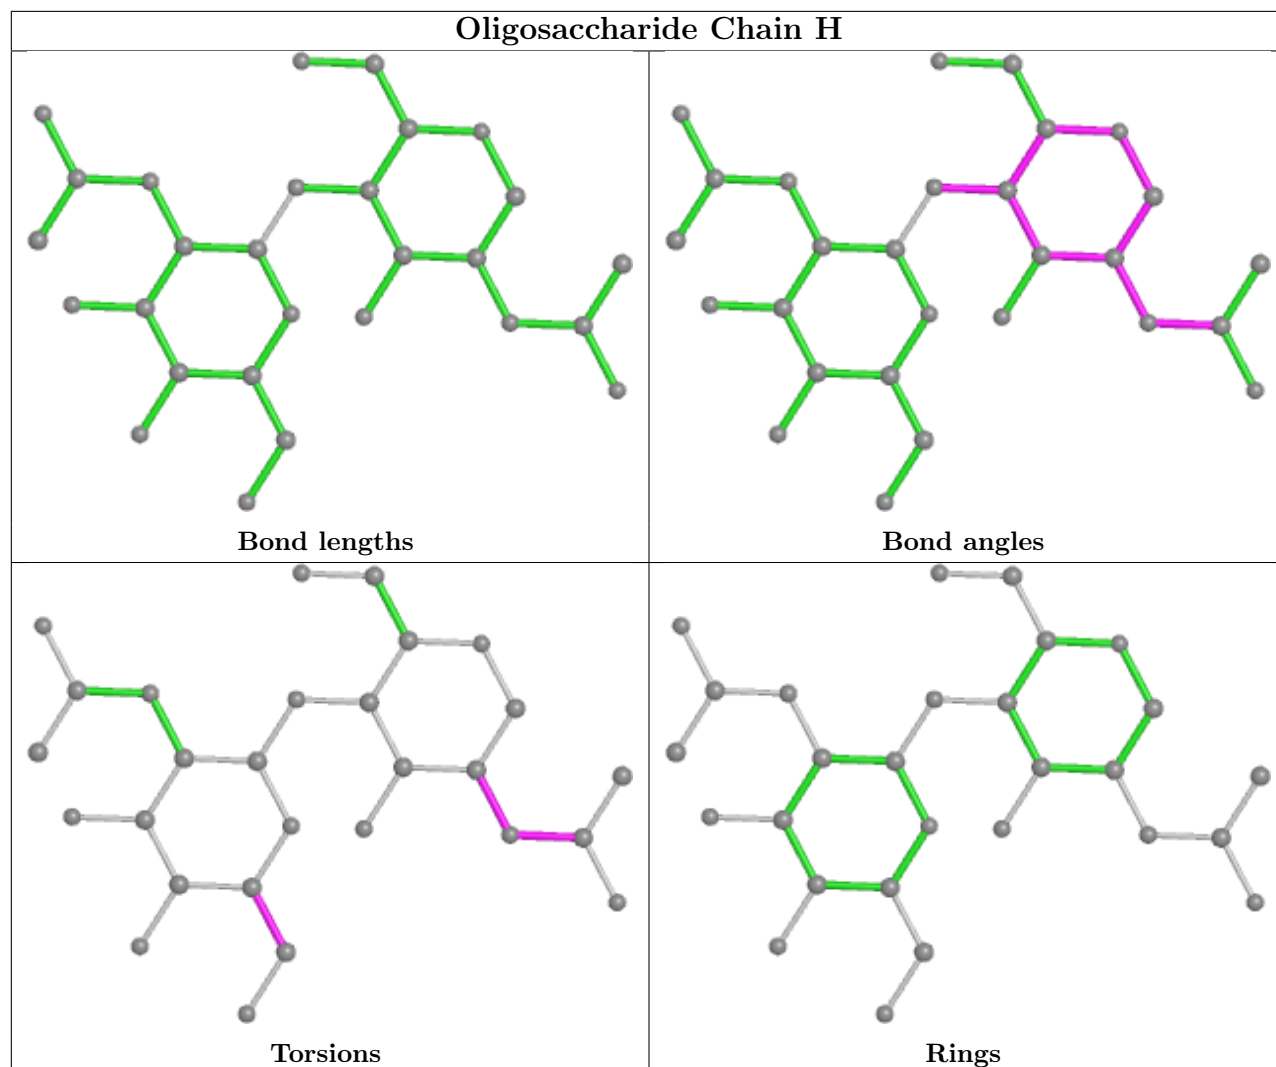 Oligosaccharide Chain H
Bond lengths
Bond angles
Torsions
Rings